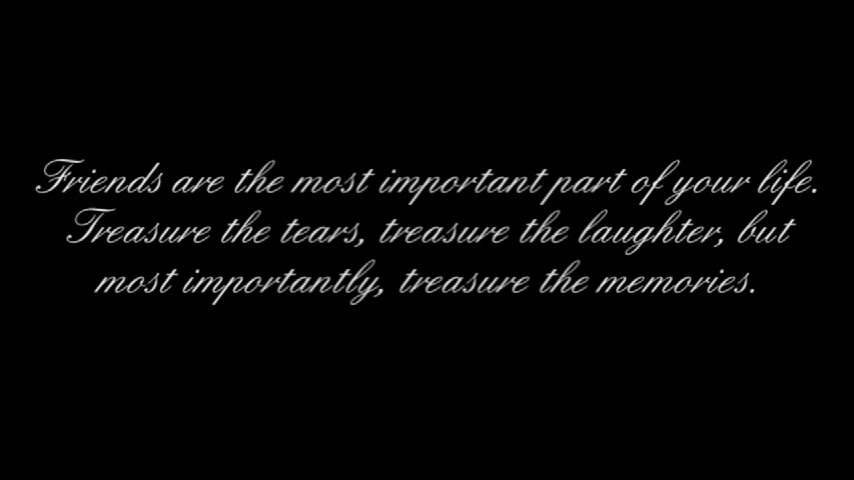 Friends are the most important part of your life.
Treasure the tears, treasure the laughter, but
most importantly, treasure the memories.